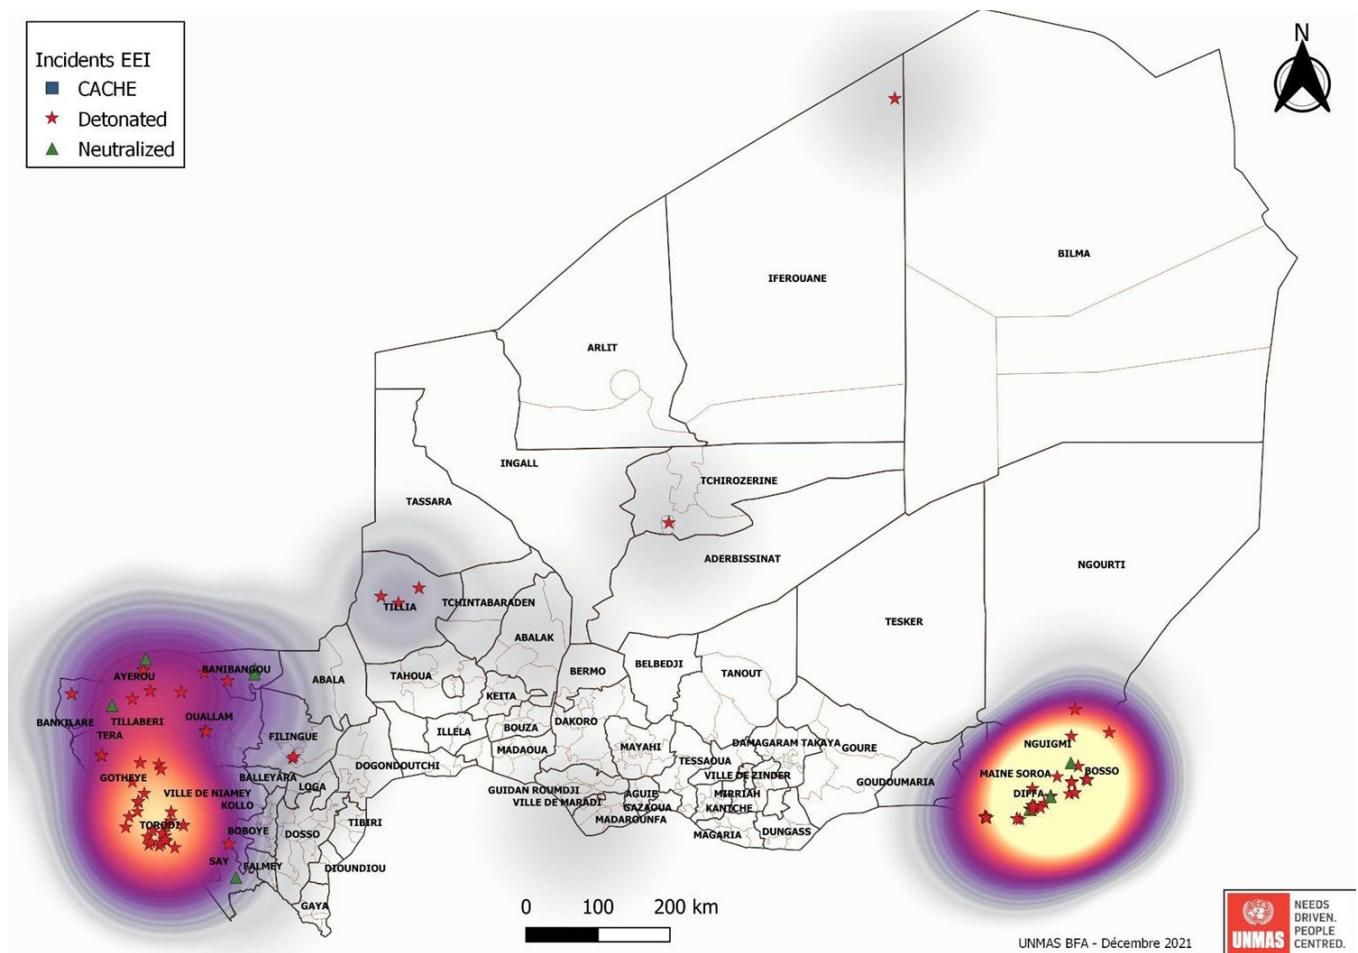 Incidents EEI
CACHE
Detonated
Neutralized
N
BILMA
IFEROUANE
ARLIT
INGALL
TCHIROZERINE
TASSARA
ADERBISSINAT
NGOURTI
TILLIA
TCHINTABARADEN
TESKER
ABALAK
BANIBANGOU
BELBEDJI
AYEROU
ABALA
TAHOUA
BERMO
TANOUT
KEITA
BANKILARE
TILLABERI
OUALLAM
DAKORO
BOUZA
ILLELA
TERA
FILINGUE
DAMAGARAM TAKAYA
NGUIGMI
MAYAHI
GOURE
MADAOUA
TESSAOUA
DOGONDOUTCHI
GOTHEYE
BALLEYARA
VILLE DE ZINDER
MAINE SOROA
BOSSO
GOUDOUMARIA
LOGA
GUIDAN ROUMDJI
AGUIE
MIRRIAH
DIFFA
VILLE DE NIAMEY
VILLE DE MARADI
KOLLO
GAZAOUA
KANTCHE
MADAROUNFA
TIBIRI
TORODI
BOBOYE
DOSSO
MAGARIA
DUNGASS
SAY
FALMEY
DIOUNDIOU
GAYA
0 100 200 km
UNMAS BFA - Décembre 2021
UNMAS
NEEDS
DRIVEN.
PEOPLE
CENTRED.